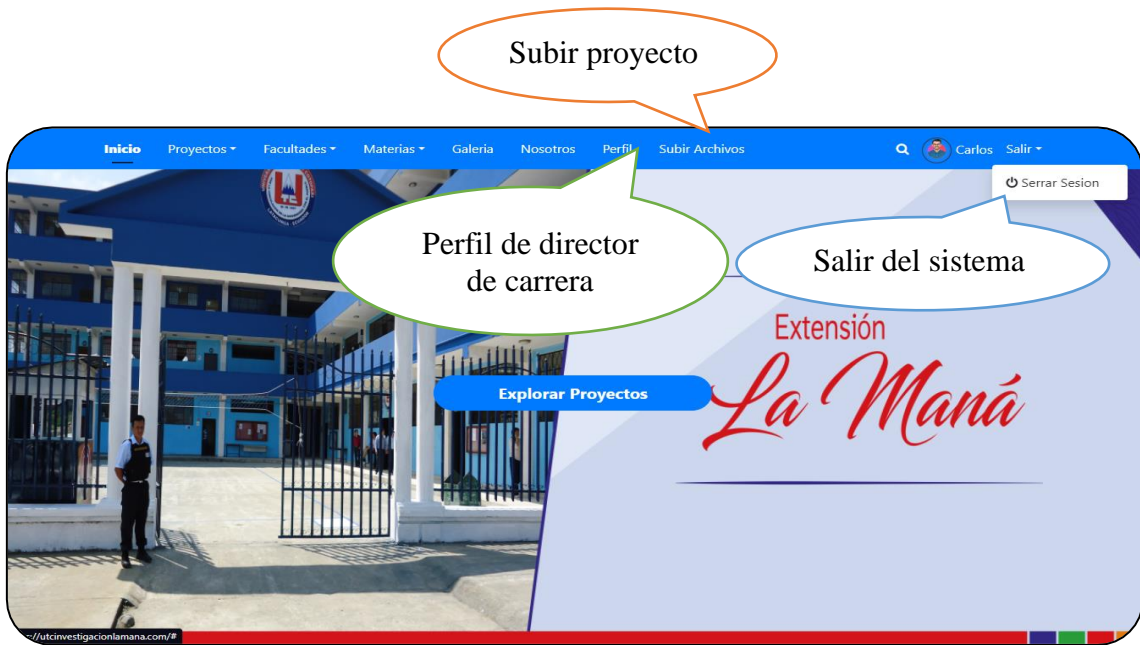 Subir proyecto
Inicio Proyectos Facultades Materias Galeria Nosotros Perfil Subir Archivos Carlos Salir
Serrar Sesion
Perfil de director
de carrera
Salir del sistema
Extensión
La Maná
Explorar Proyectos
://utcinvestigacionlamana.com/#